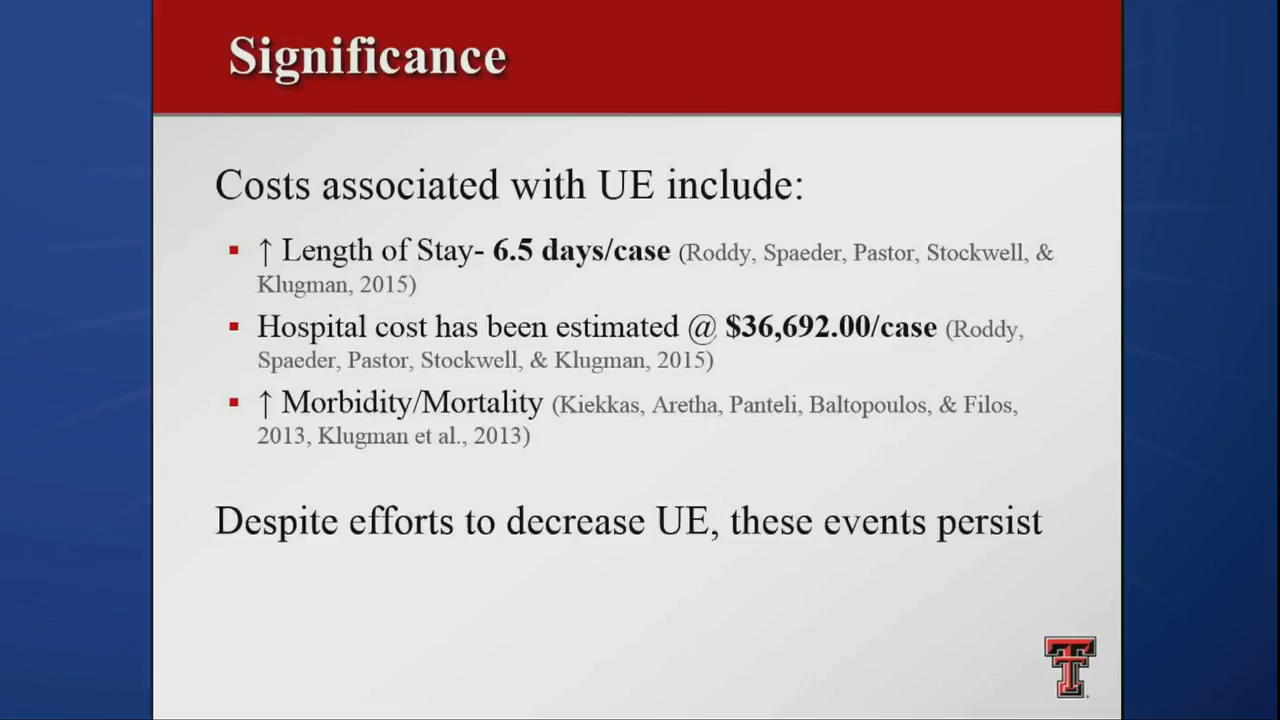 Significance
Costs associated with UE include:
▪ ↑ Length of Stay- 6.5 days/case (Roddy, Spaeder, Pastor, Stockwell, &
Klugman, 2015)
▪ Hospital cost has been estimated @ $36,692.00/case (Roddy,
Spaeder, Pastor, Stockwell, & Klugman, 2015)
▪ ↑ Morbidity/Mortality (Kiekkas, Aretha, Panteli, Baltopoulos, & Filos,
2013, Klugman et al., 2013)
Despite efforts to decrease UE, these events persist
T